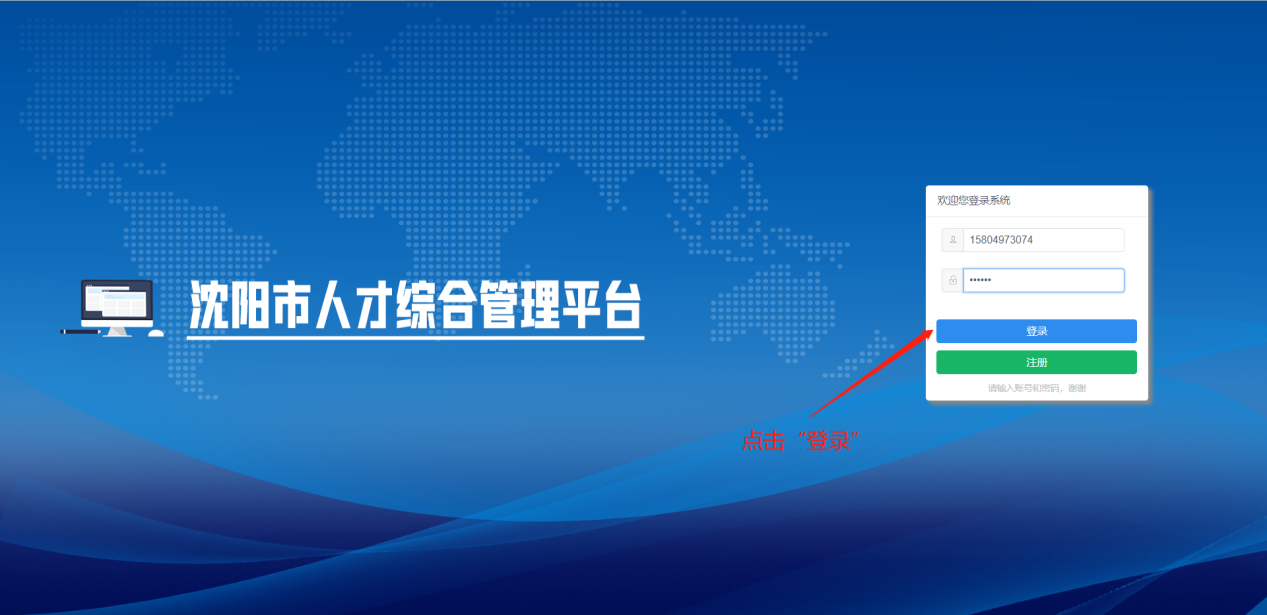 欢迎您登录系统
15804973074
••••••
沈阳市人才综合管理平台
登录
注册
请输入账号和密码，谢谢
点击“登录”